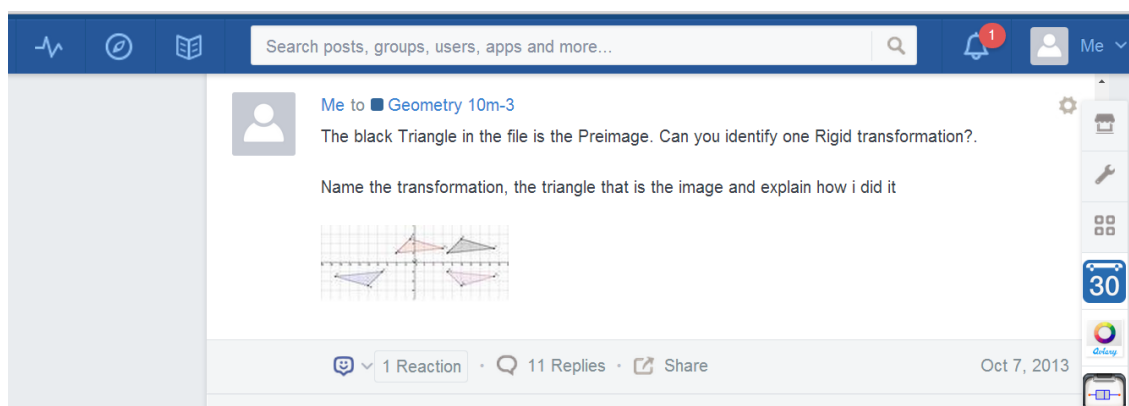 Search posts, groups, users, apps and more...
1
Me
Me to Geometry 10m-3
The black Triangle in the file is the Preimage. Can you identify one Rigid transformation?.
Name the transformation, the triangle that is the image and explain how i did it
30
Arlary
1 Reaction · 11 Replies · Share
Oct 7, 2013